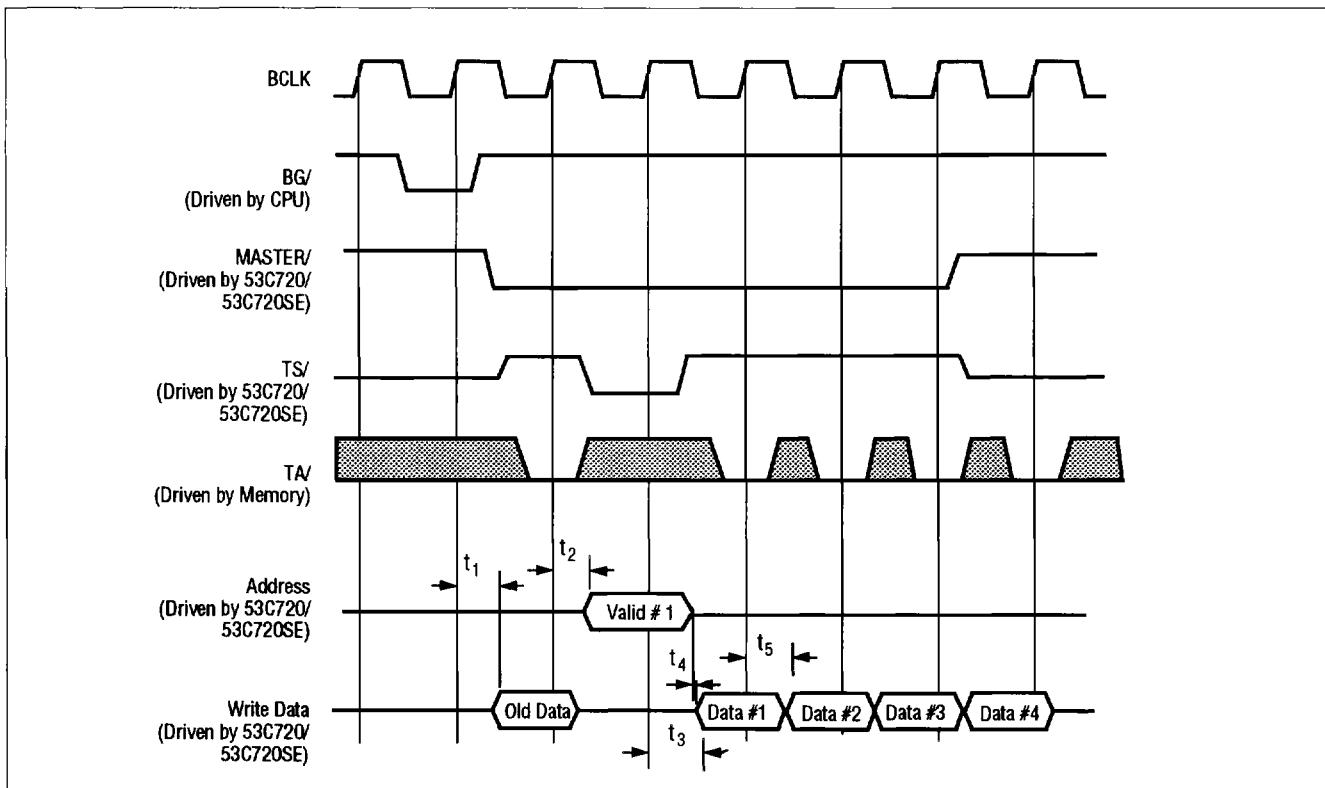 BCLK
BG/
(Driven by CPU)
MASTER/
(Driven by 53C720/
53C720SE)
TS/
(Driven by 53C720/
53C720SE)
TA/
(Driven by Memory)
t1
t2
Address
(Driven by 53C720/
53C720SE)
Valid # 1
t4
t5
Write Data
(Driven by 53C720/
53C720SE)
Old Data
Data #1
Data #2
Data #3
Data #4
t3